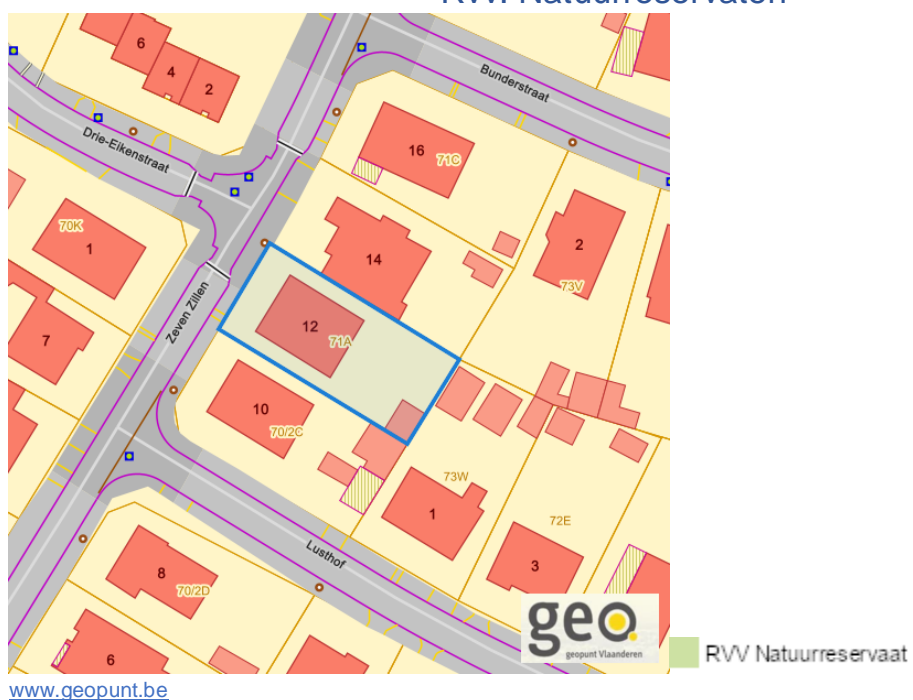 RVV Natuurreservaten
6
4
2
Bunderstraat
Drie-Eikenstraat
16
71C
70K
1
14
2
73V
Zeven Zillen
12
71A
7
10
70/2C
73W
1
72E
3
Lusthof
8
70/2D
6
geo.
geopunt Vlaanderen
RVV Natuurreservaat
www.geopunt.be